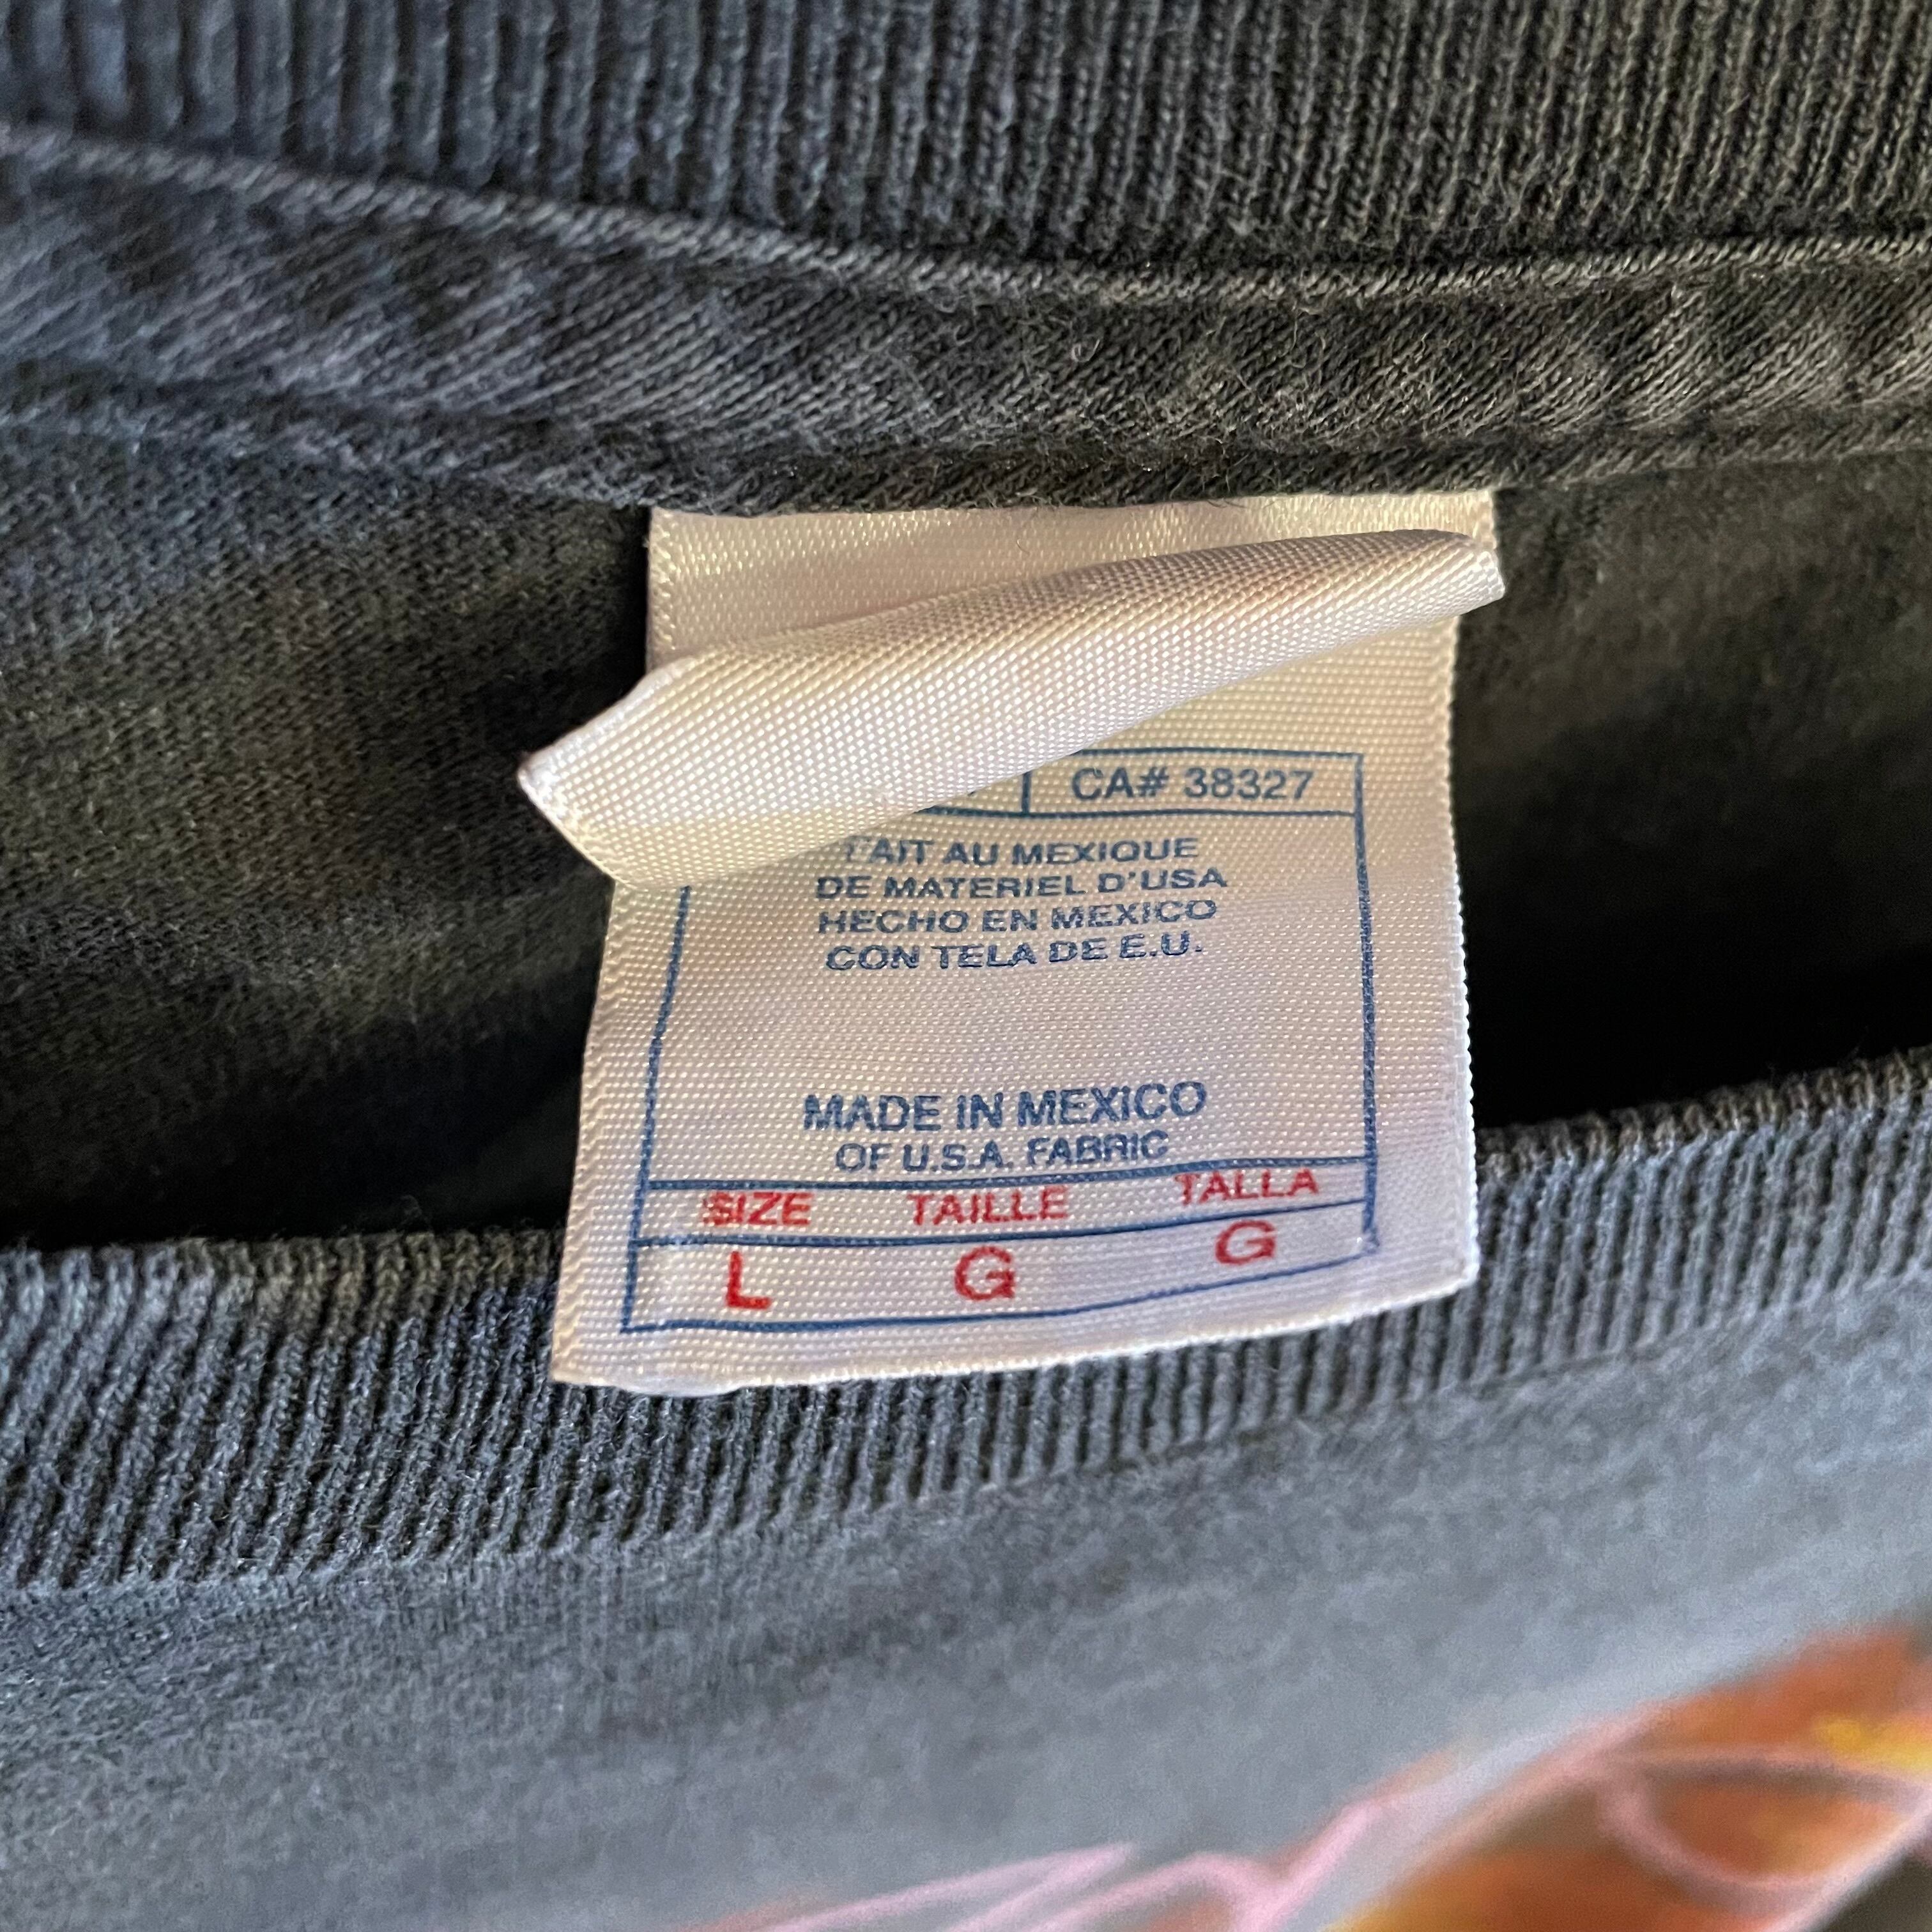 CA# 38327
FAIT AU MEXIQUE
DE MATERIEL D'USA
HECHO EN MEXICO
CON TELA DE E.U.
MADE IN MEXICO
OF U.S.A. FABRIC
SIZE TAILLE TALLA
L G G